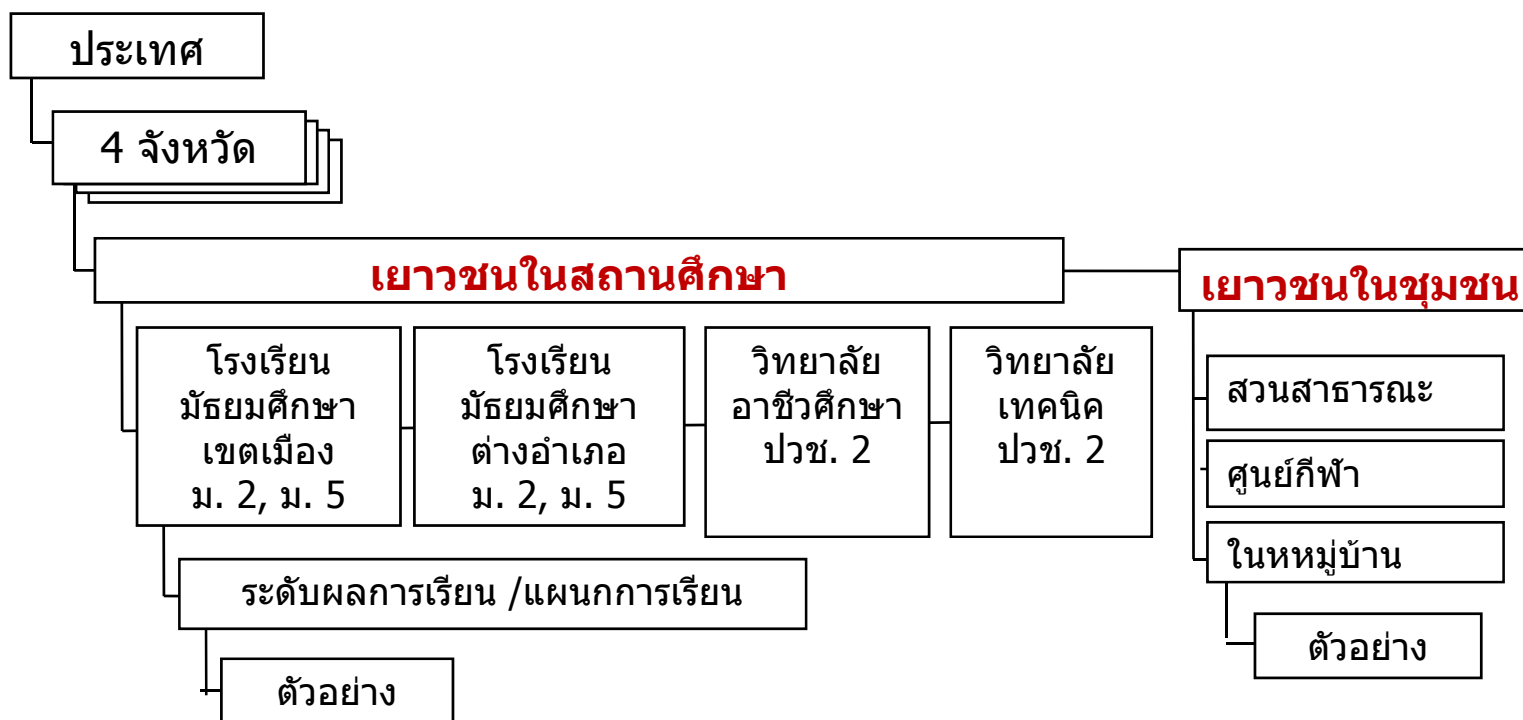 ประเทศ
4 จังหวัด
เยาวชนในสถานศึกษา
เยาวชนในชุมชน
โรงเรียน
มัธยมศึกษา
เขตเมือง
ม. 2, ม. 5
โรงเรียน
มัธยมศึกษา
ต่างอำเภอ
ม. 2, ม. 5
วิทยาลัย
อาชีวศึกษา
ปวช. 2
วิทยาลัย
เทคนิค
ปวช. 2
สวนสาธารณะ
ศูนย์กีฬา
ในหหมู่บ้าน
ตัวอย่าง
ระดับผลการเรียน /แผนกการเรียน
ตัวอย่าง